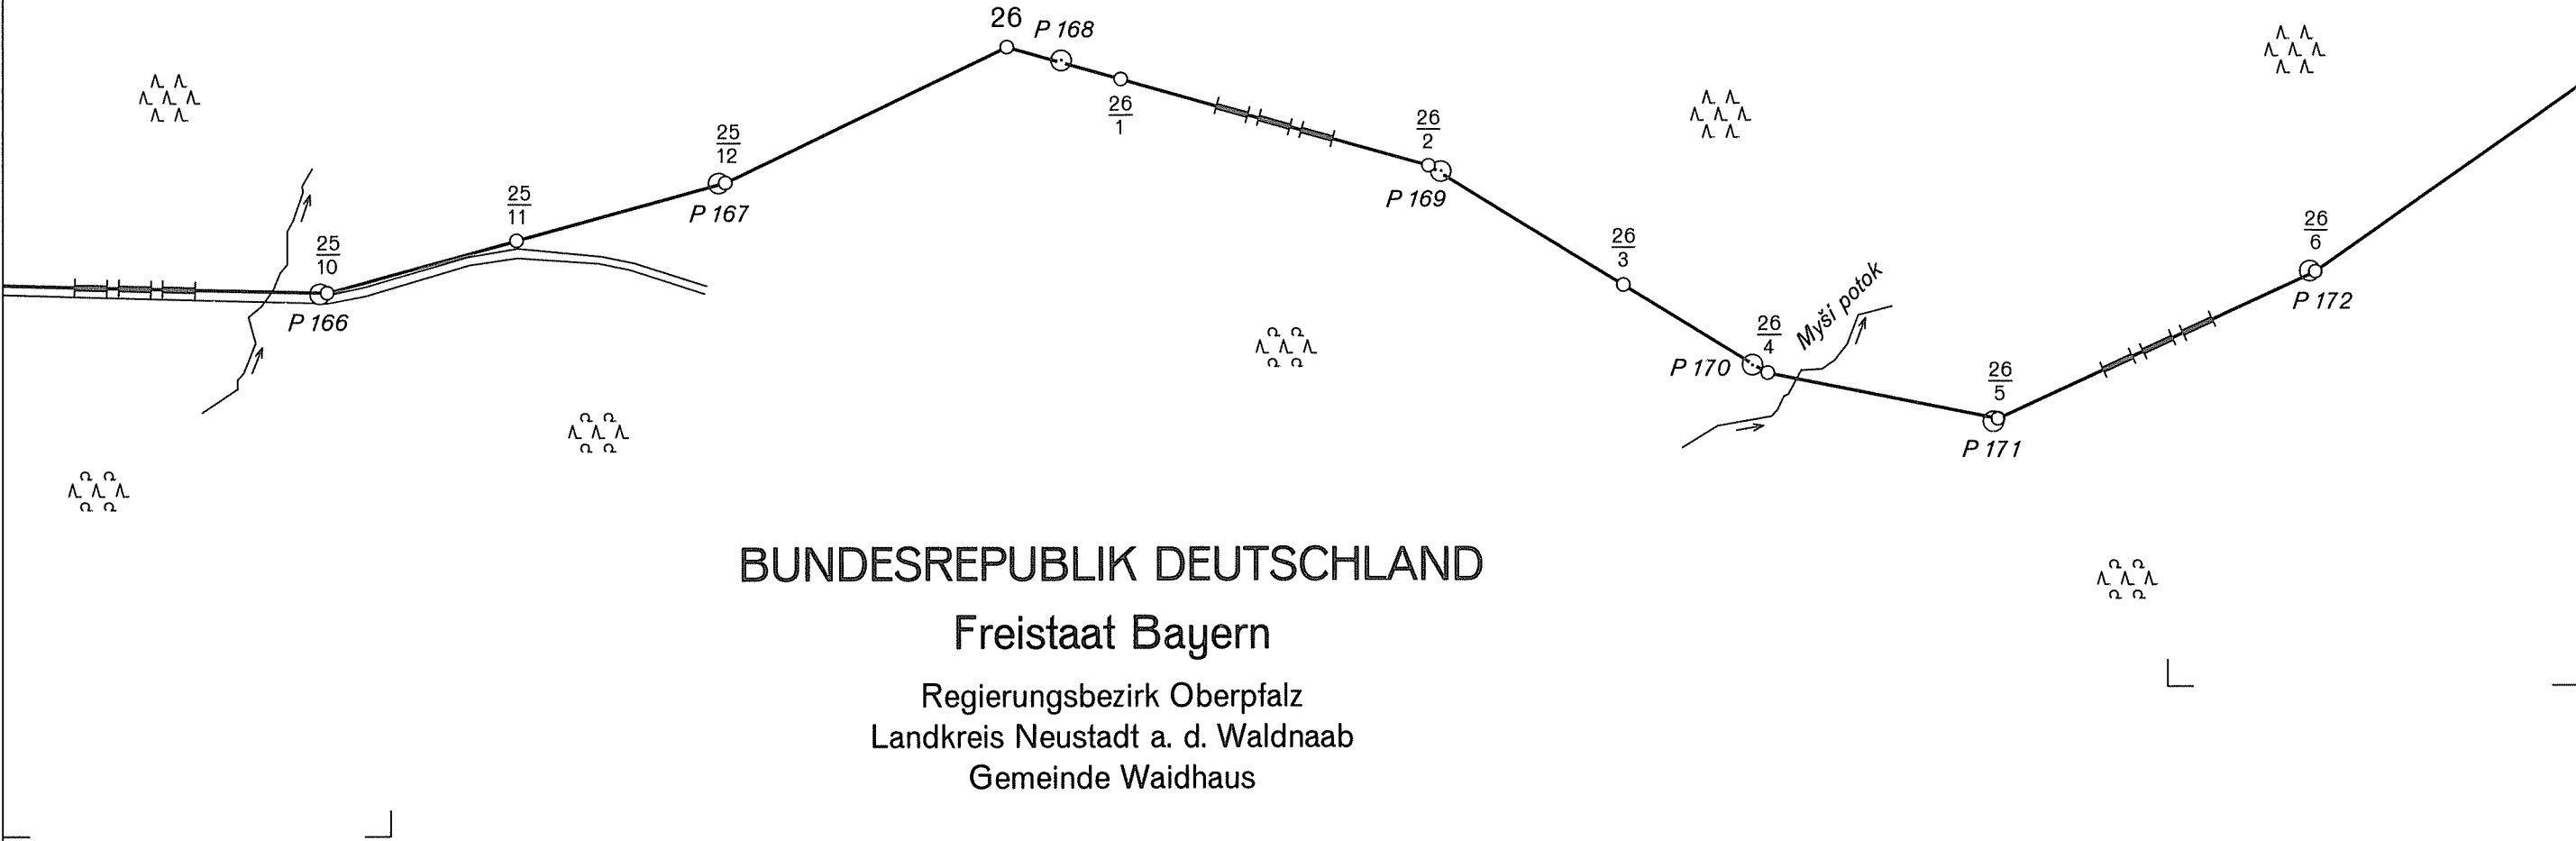 26
P 168
26
1
25
12
P 167
26
2
P 169
25
11
25
10
P 166
26
3
26
4
P 170
Myší potok
26
5
P 171
26
6
P 172
BUNDESREPUBLIK DEUTSCHLAND
Freistaat Bayern
Regierungsbezirk Oberpfalz
Landkreis Neustadt a. d. Waldnaab
Gemeinde Waidhaus